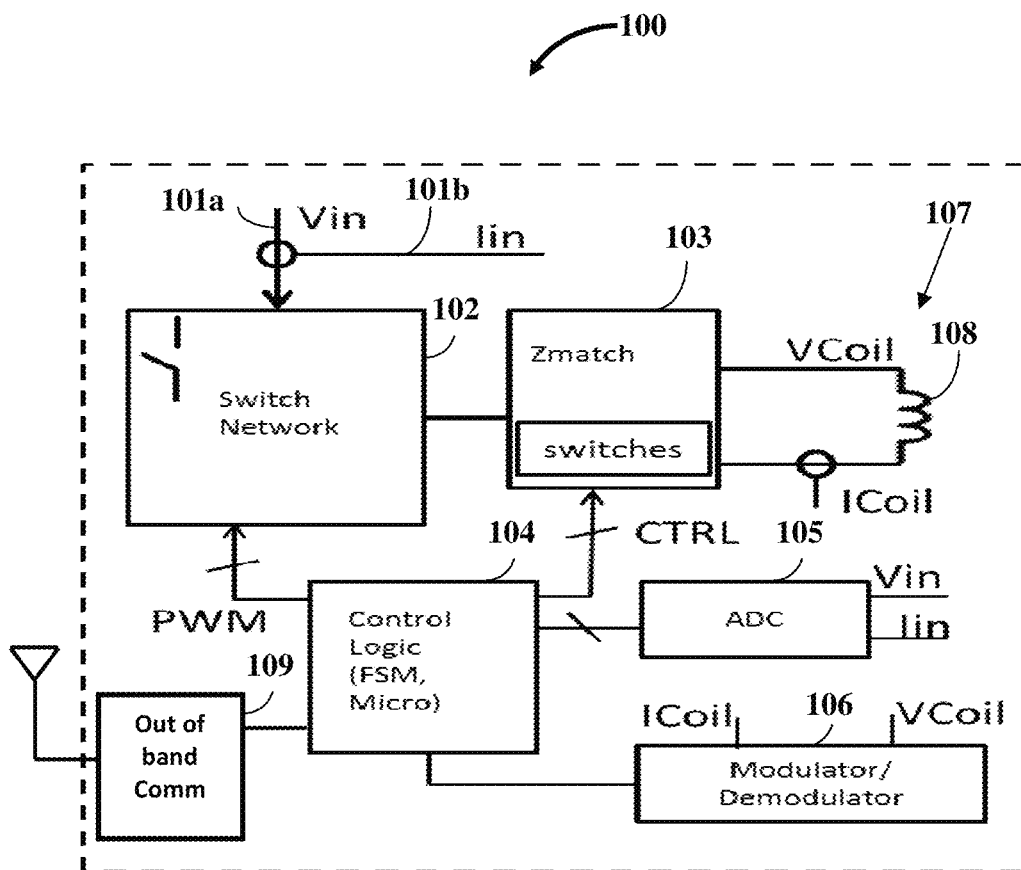 100
101a
Vin
101b
Iin
102
103
107
Zmatch
switches
VCoil
108
ICoil
Switch
Network
PWM
104
CTRL
105
Control
Logic
(FSM,
Micro)
ADC
Vin
Iin
109
Out of
band
Comm
ICoil
106
VCoil
Modulator/
Demodulator